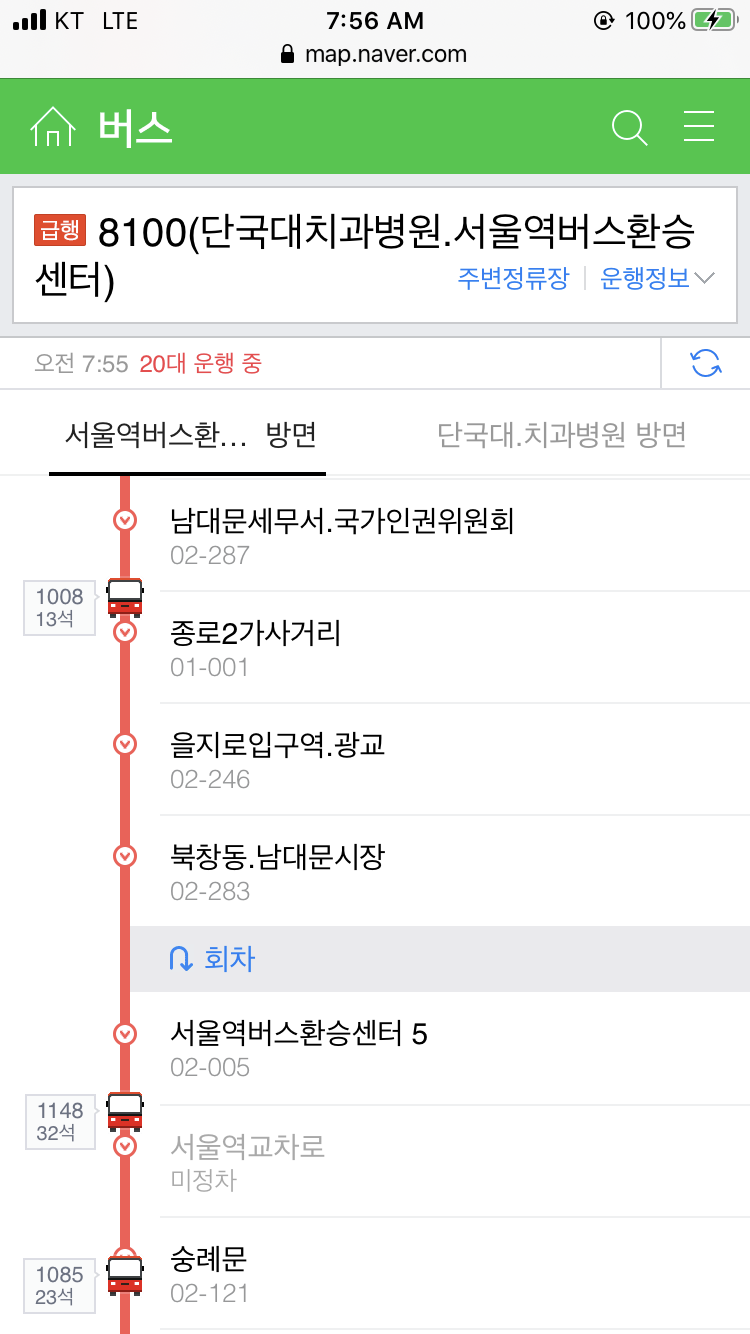 KT LTE 7:56 AM 100%
map.naver.com
버스
급행 8100(단국대치과병원.서울역버스환승
센터) 주변정류장 운행정보
오전 7:55 20대 운행 중
서울역버스환... 방면 단국대.치과병원 방면
남대문세무서.국가인권위원회
02-287
1008
13석
종로2가사거리
01-001
을지로입구역.광교
02-246
북창동.남대문시장
02-283
회차
서울역버스환승센터 5
02-005
1148
32석
서울역교차로
미정차
1085
23석
숭례문
02-121